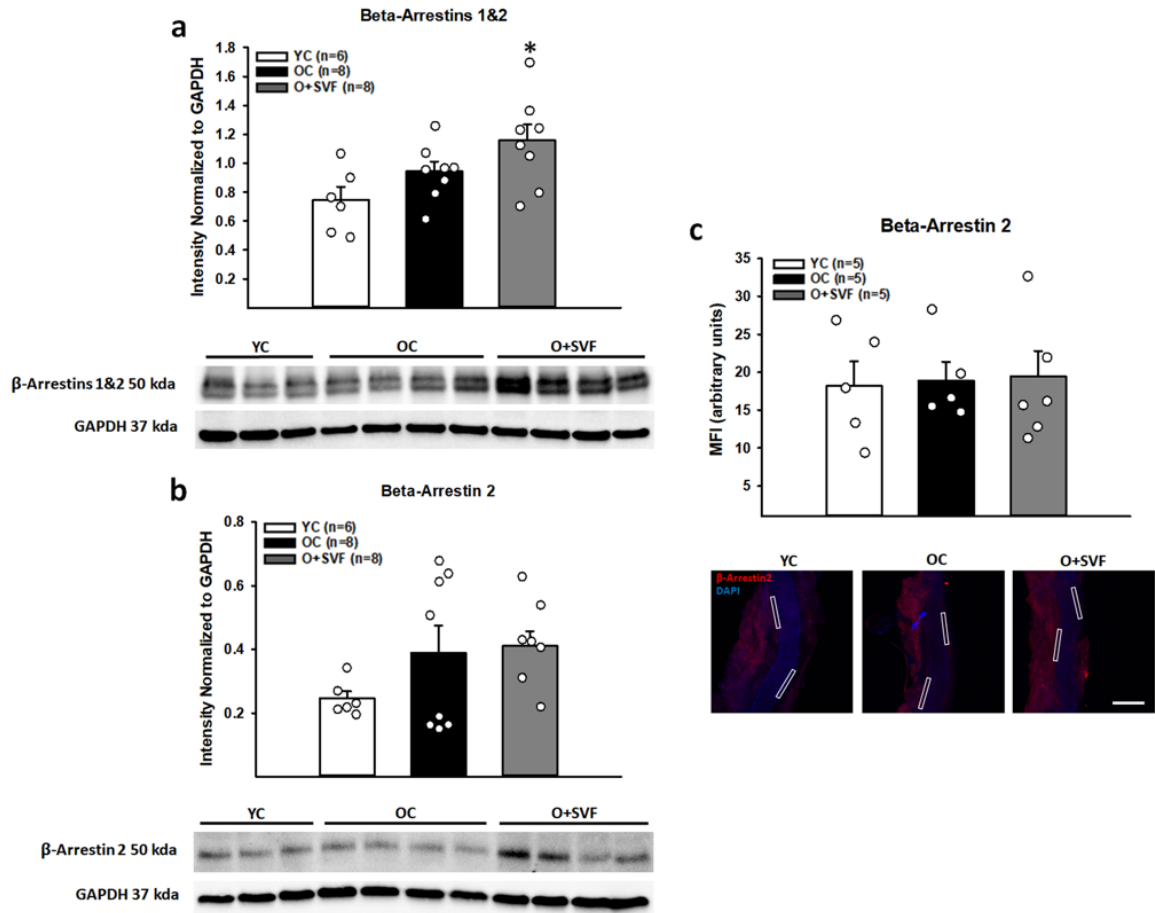 a
Beta-Arrestins 1&2
Intensity Normalized to GAPDH
1.8
1.6
1.4
1.2
1.0
0.8
0.6
0.4
0.2
YC (n=6)
OC (n=8)
O+SVF (n=8)
*
YC OC O+SVF
β-Arrestins 1&2 50 kda
GAPDH 37 kda
b
Beta-Arrestin 2
Intensity Normalized to GAPDH
0.8
0.6
0.4
0.2
YC (n=6)
OC (n=8)
O+SVF (n=8)
YC OC O+SVF
β-Arrestin 2 50 kda
GAPDH 37 kda
c
Beta-Arrestin 2
MFI (arbitrary units)
35
30
25
20
15
10
5
YC (n=5)
OC (n=5)
O+SVF (n=5)
YC OC O+SVF
β-Arrestin2
DAPI